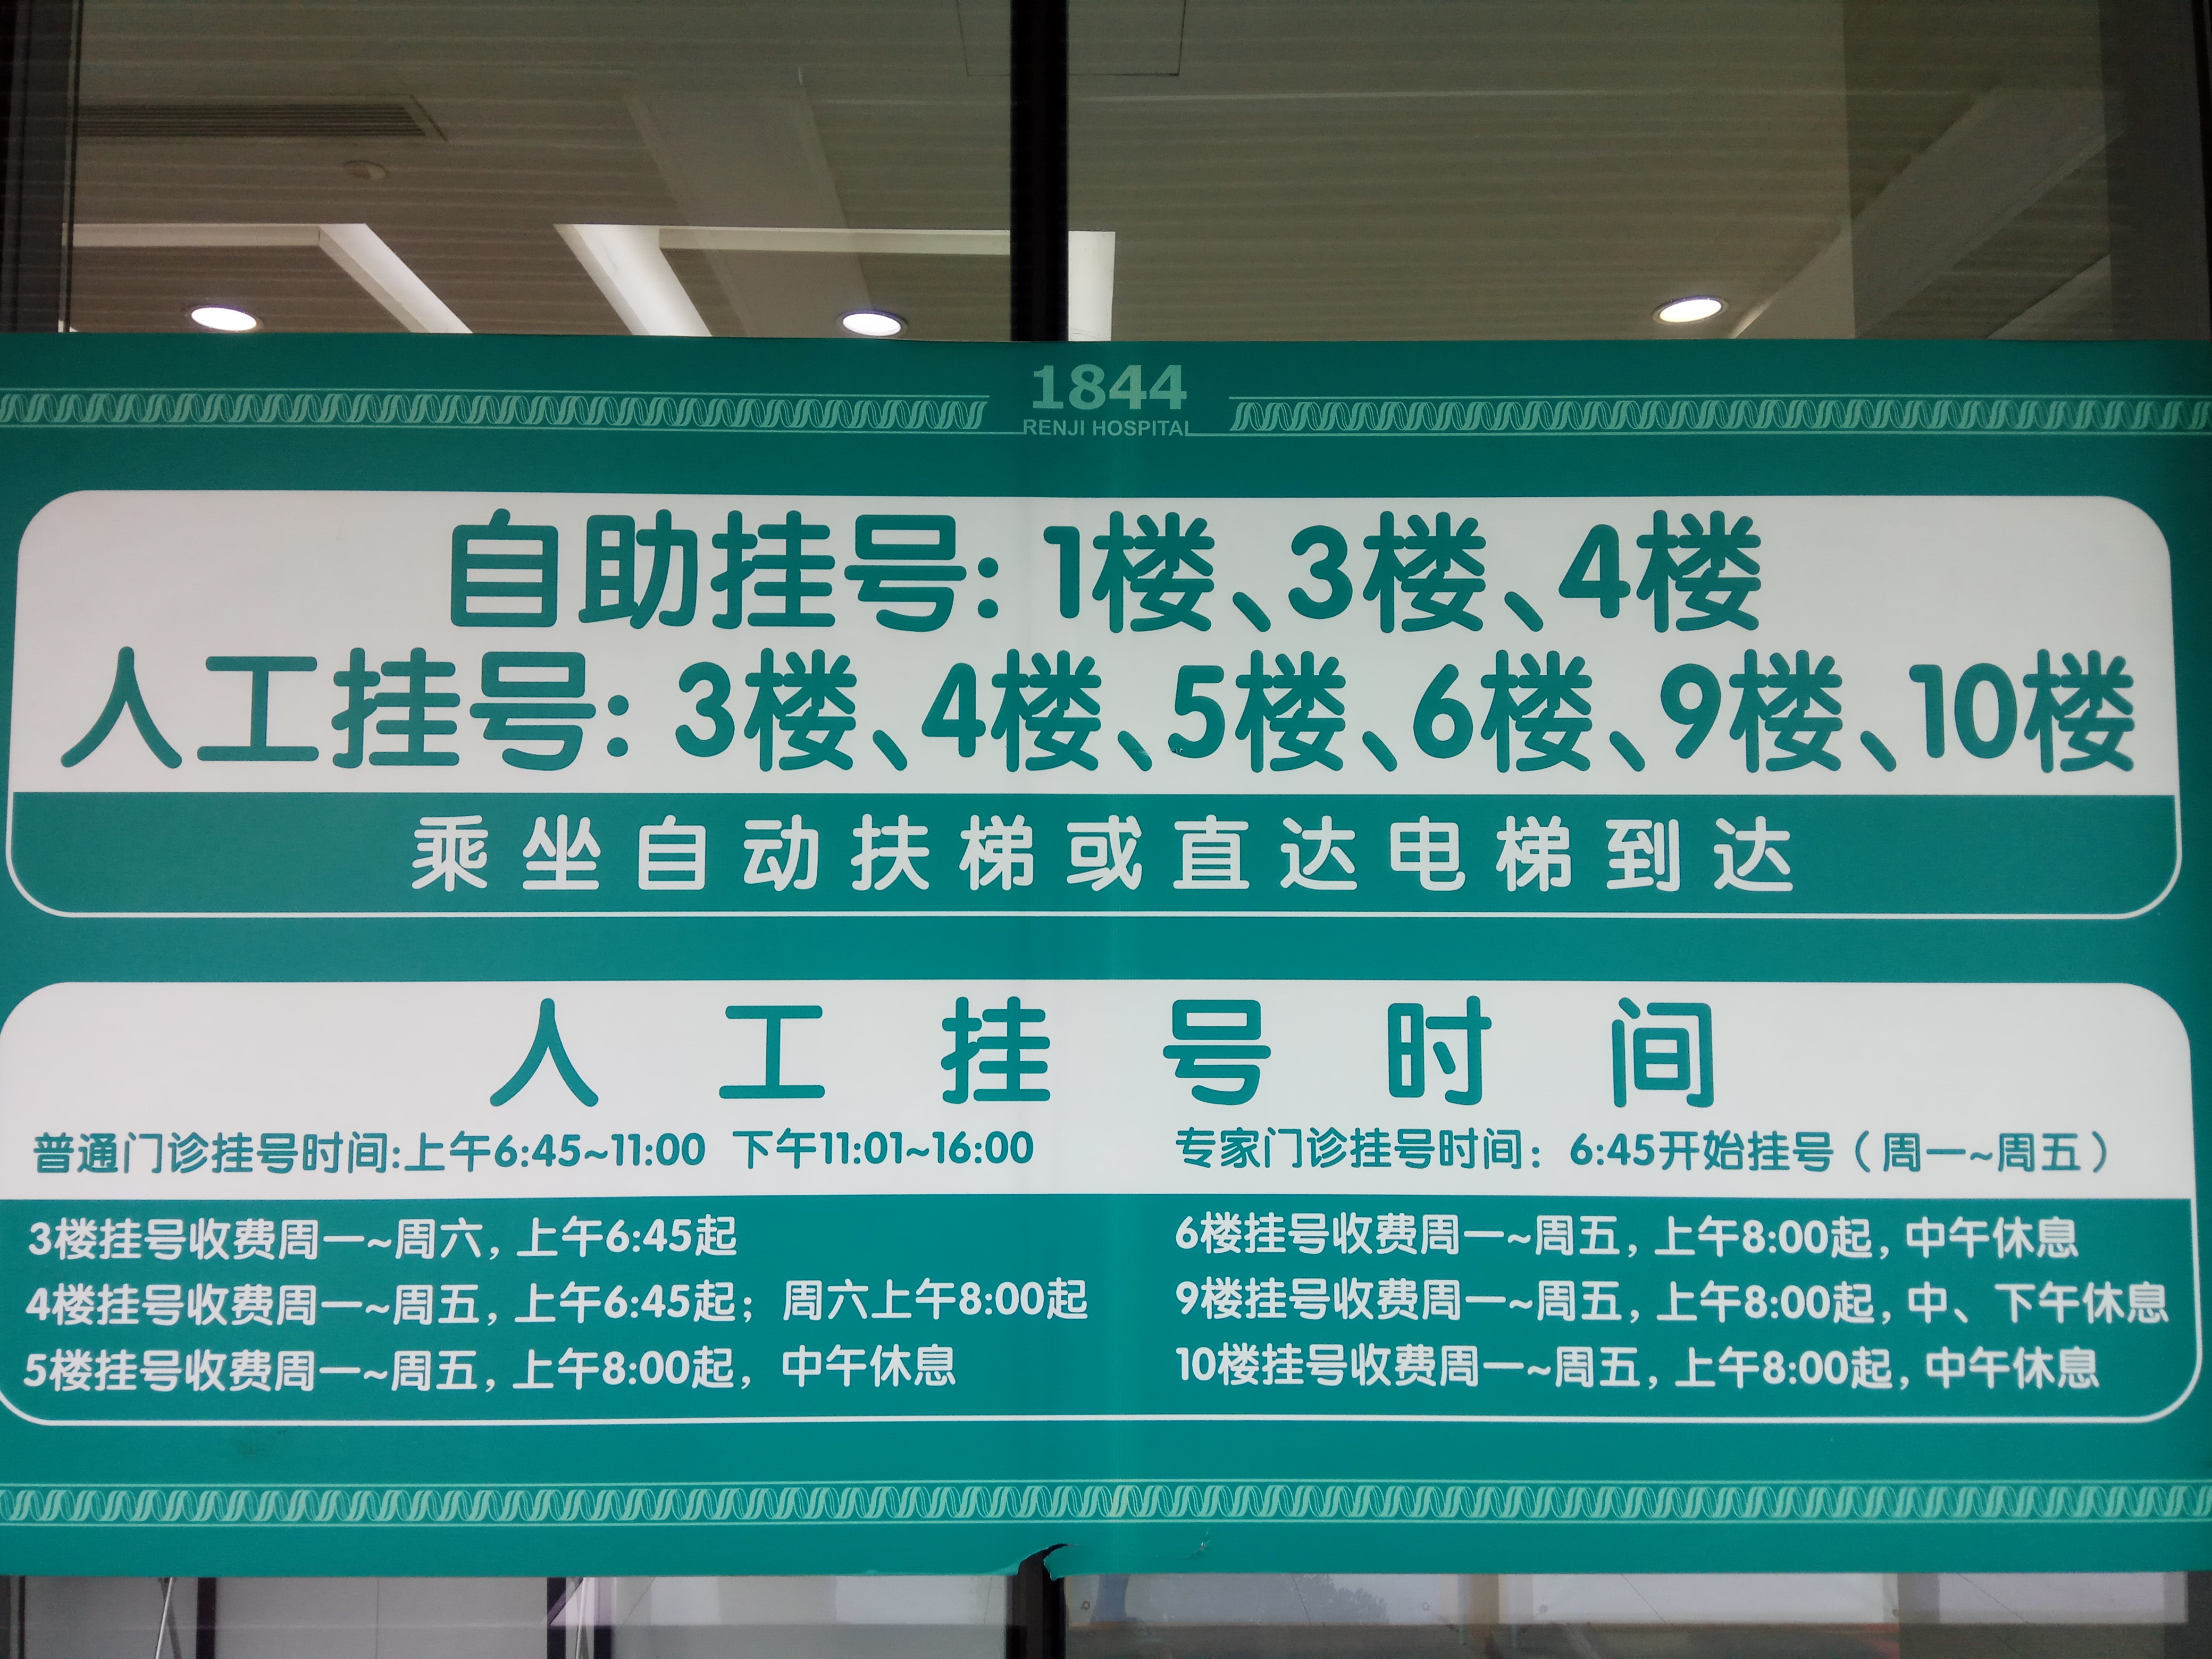 1844
RENJI HOSPITAL
自助挂号: 1楼、3楼、4楼
人工挂号: 3楼、4楼、5楼、6楼、9楼、10楼
乘坐自动扶梯或直达电梯到达
人工挂号时间
普通门诊挂号时间:上午6:45~11:00 下午11:01~16:00
专家门诊挂号时间: 6:45开始挂号（周一~周五）
3楼挂号收费周一~周六, 上午6:45起
4楼挂号收费周一~周五, 上午6:45起; 周六上午8:00起
5楼挂号收费周一~周五, 上午8:00起, 中午休息
6楼挂号收费周一~周五, 上午8:00起, 中午休息
9楼挂号收费周一~周五, 上午8:00起, 中、下午休息
10楼挂号收费周一~周五, 上午8:00起, 中午休息